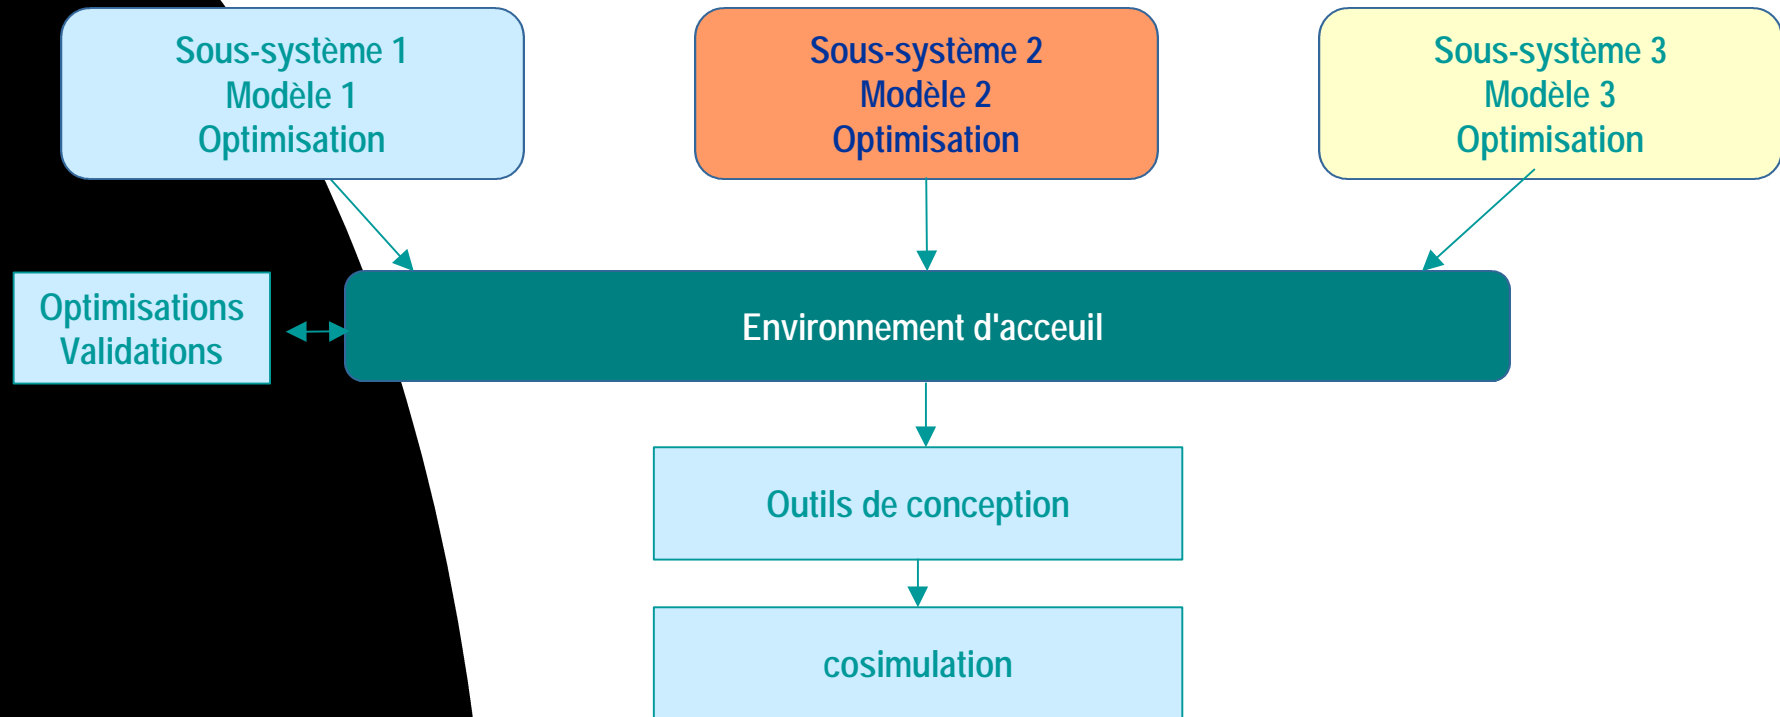 Sous-système 1
Modèle 1
Optimisation
Sous-système 2
Modèle 2
Optimisation
Sous-système 3
Modèle 3
Optimisation
Optimisations
Validations
Environnement d'acceuil
Outils de conception
cosimulation